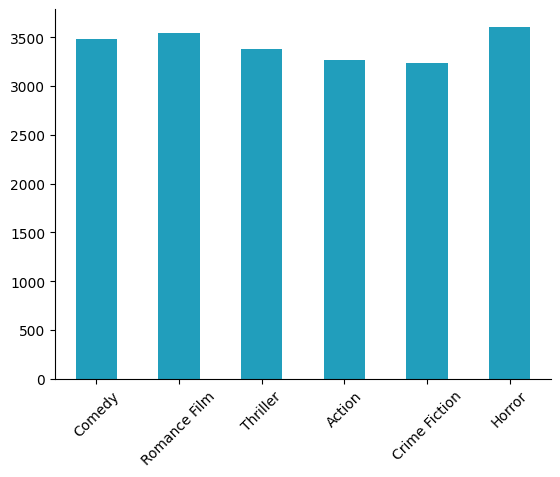 3500
3000
2500
2000
1500
1000
500
0
Comedy
Romance Film
Thriller
Action
Crime Fiction
Horror